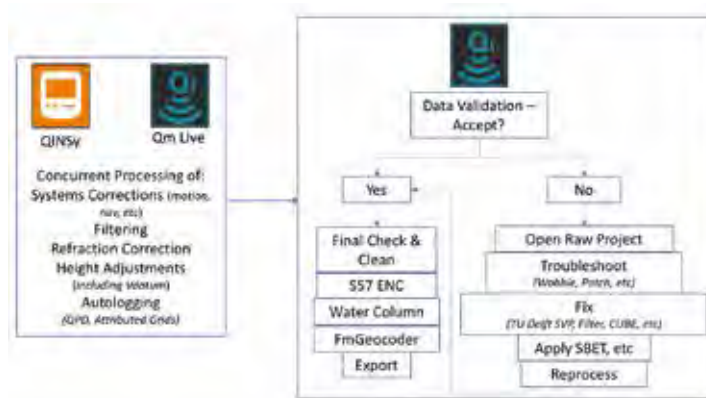 QINSy
Qm Live
Concurrent Processing of:
Systems Corrections (motion,
nav, etc)
Filtering
Refraction Correction
Height Adjustments
(including Waterum)
Autologging
(QPD, Attributed Grids)
Data Validation –
Accept?
Yes
No
Final Check &
Clean
S57 ENC
Water Column
FmGeocoder
Export
Open Raw Project
Troubleshoot
(Wobble, Patch, etc)
Fix
(TU Delft SVP, Filter, CUBE, etc)
Apply SBET, etc
Reprocess